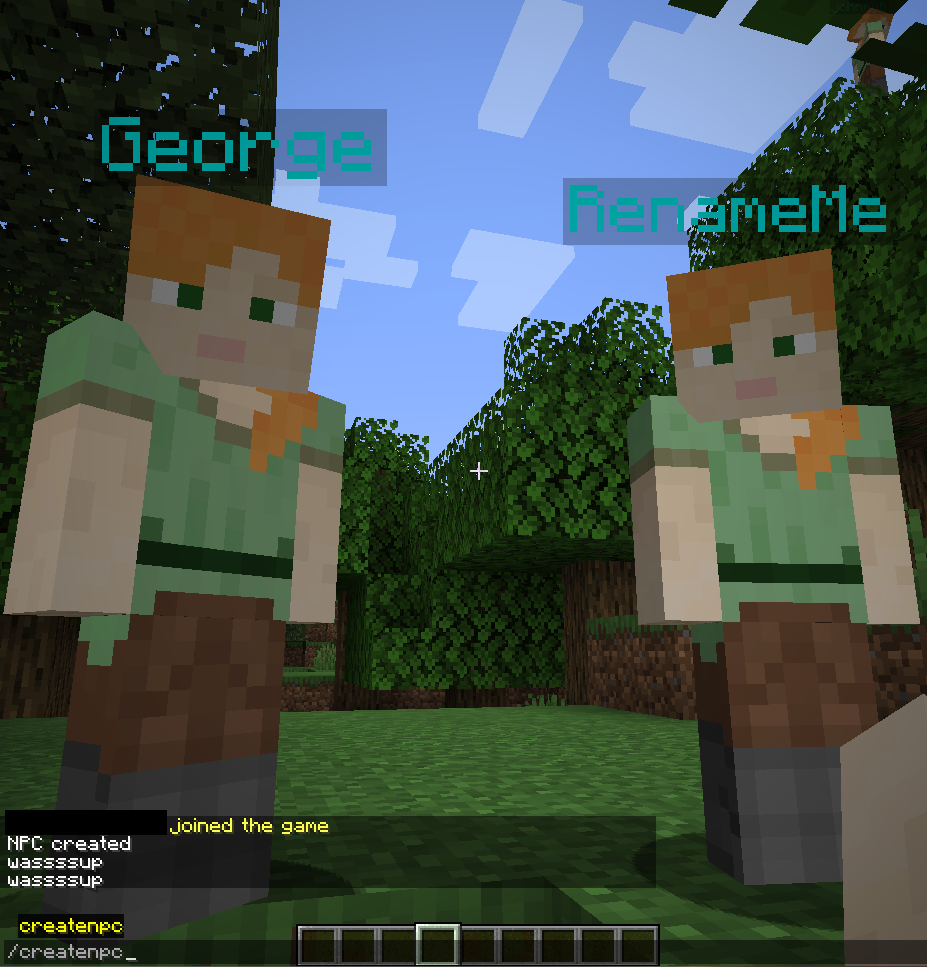 George
RenameMe
joined the game
NPC created
wassssup
wassssup
createnpc
/createnpc_